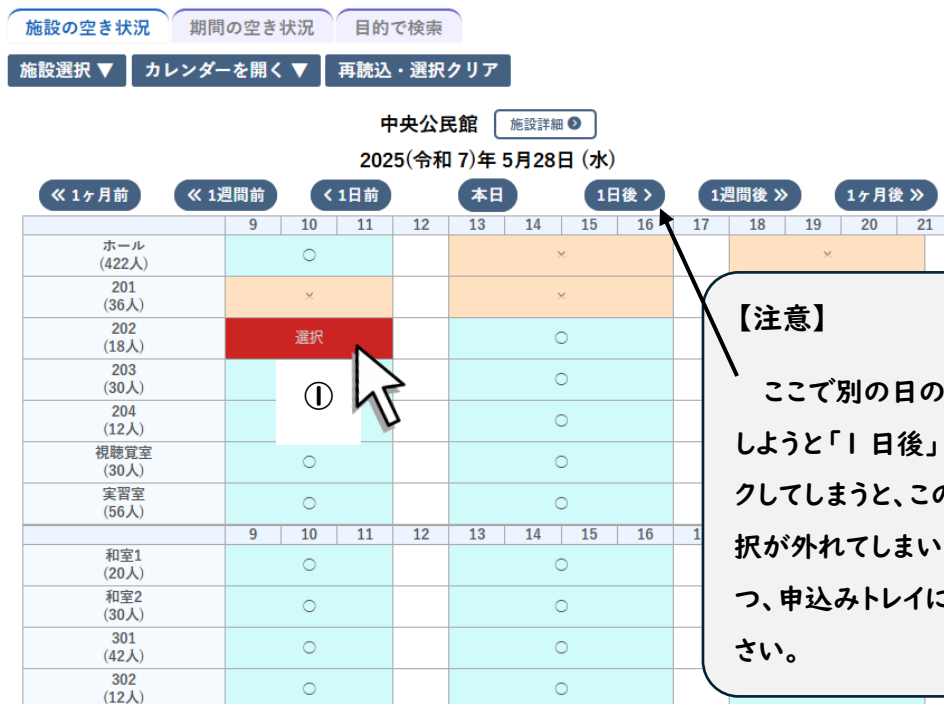 施設の空き状況 期間の空き状況 目的で検索
施設選択 ▼ カレンダーを開く ▼ 再読込・選択クリア
中央公民館 施設詳細
2025(令和 7)年 5月28日 (水)
≪ 1ヶ月前 ≪ 1週間前 < 1日前 本日 1日後 > 1週間後 ≫ 1ヶ月後 ≫
9 10 11 12 13 14 15 16 17 18 19 20 21
ホール
(422人) ○ × ×
201
(36人) × ×
202
(18人) 選択 ○
203
(30人) ○
204
(12人) ○
視聴覚室
(30人) ○ ○
実習室
(56人) ○ ○
9 10 11 12 13 14 15 16 1
和室1
(20人) ○ ○
和室2
(30人) ○ ○
301
(42人) ○ ○
302
(12人) ○ ○
①
【注意】
ここで別の日の
しようと「1 日後」
クしてしまうと、この
択が外れてしまい
つ、申込みトレイに
さい。